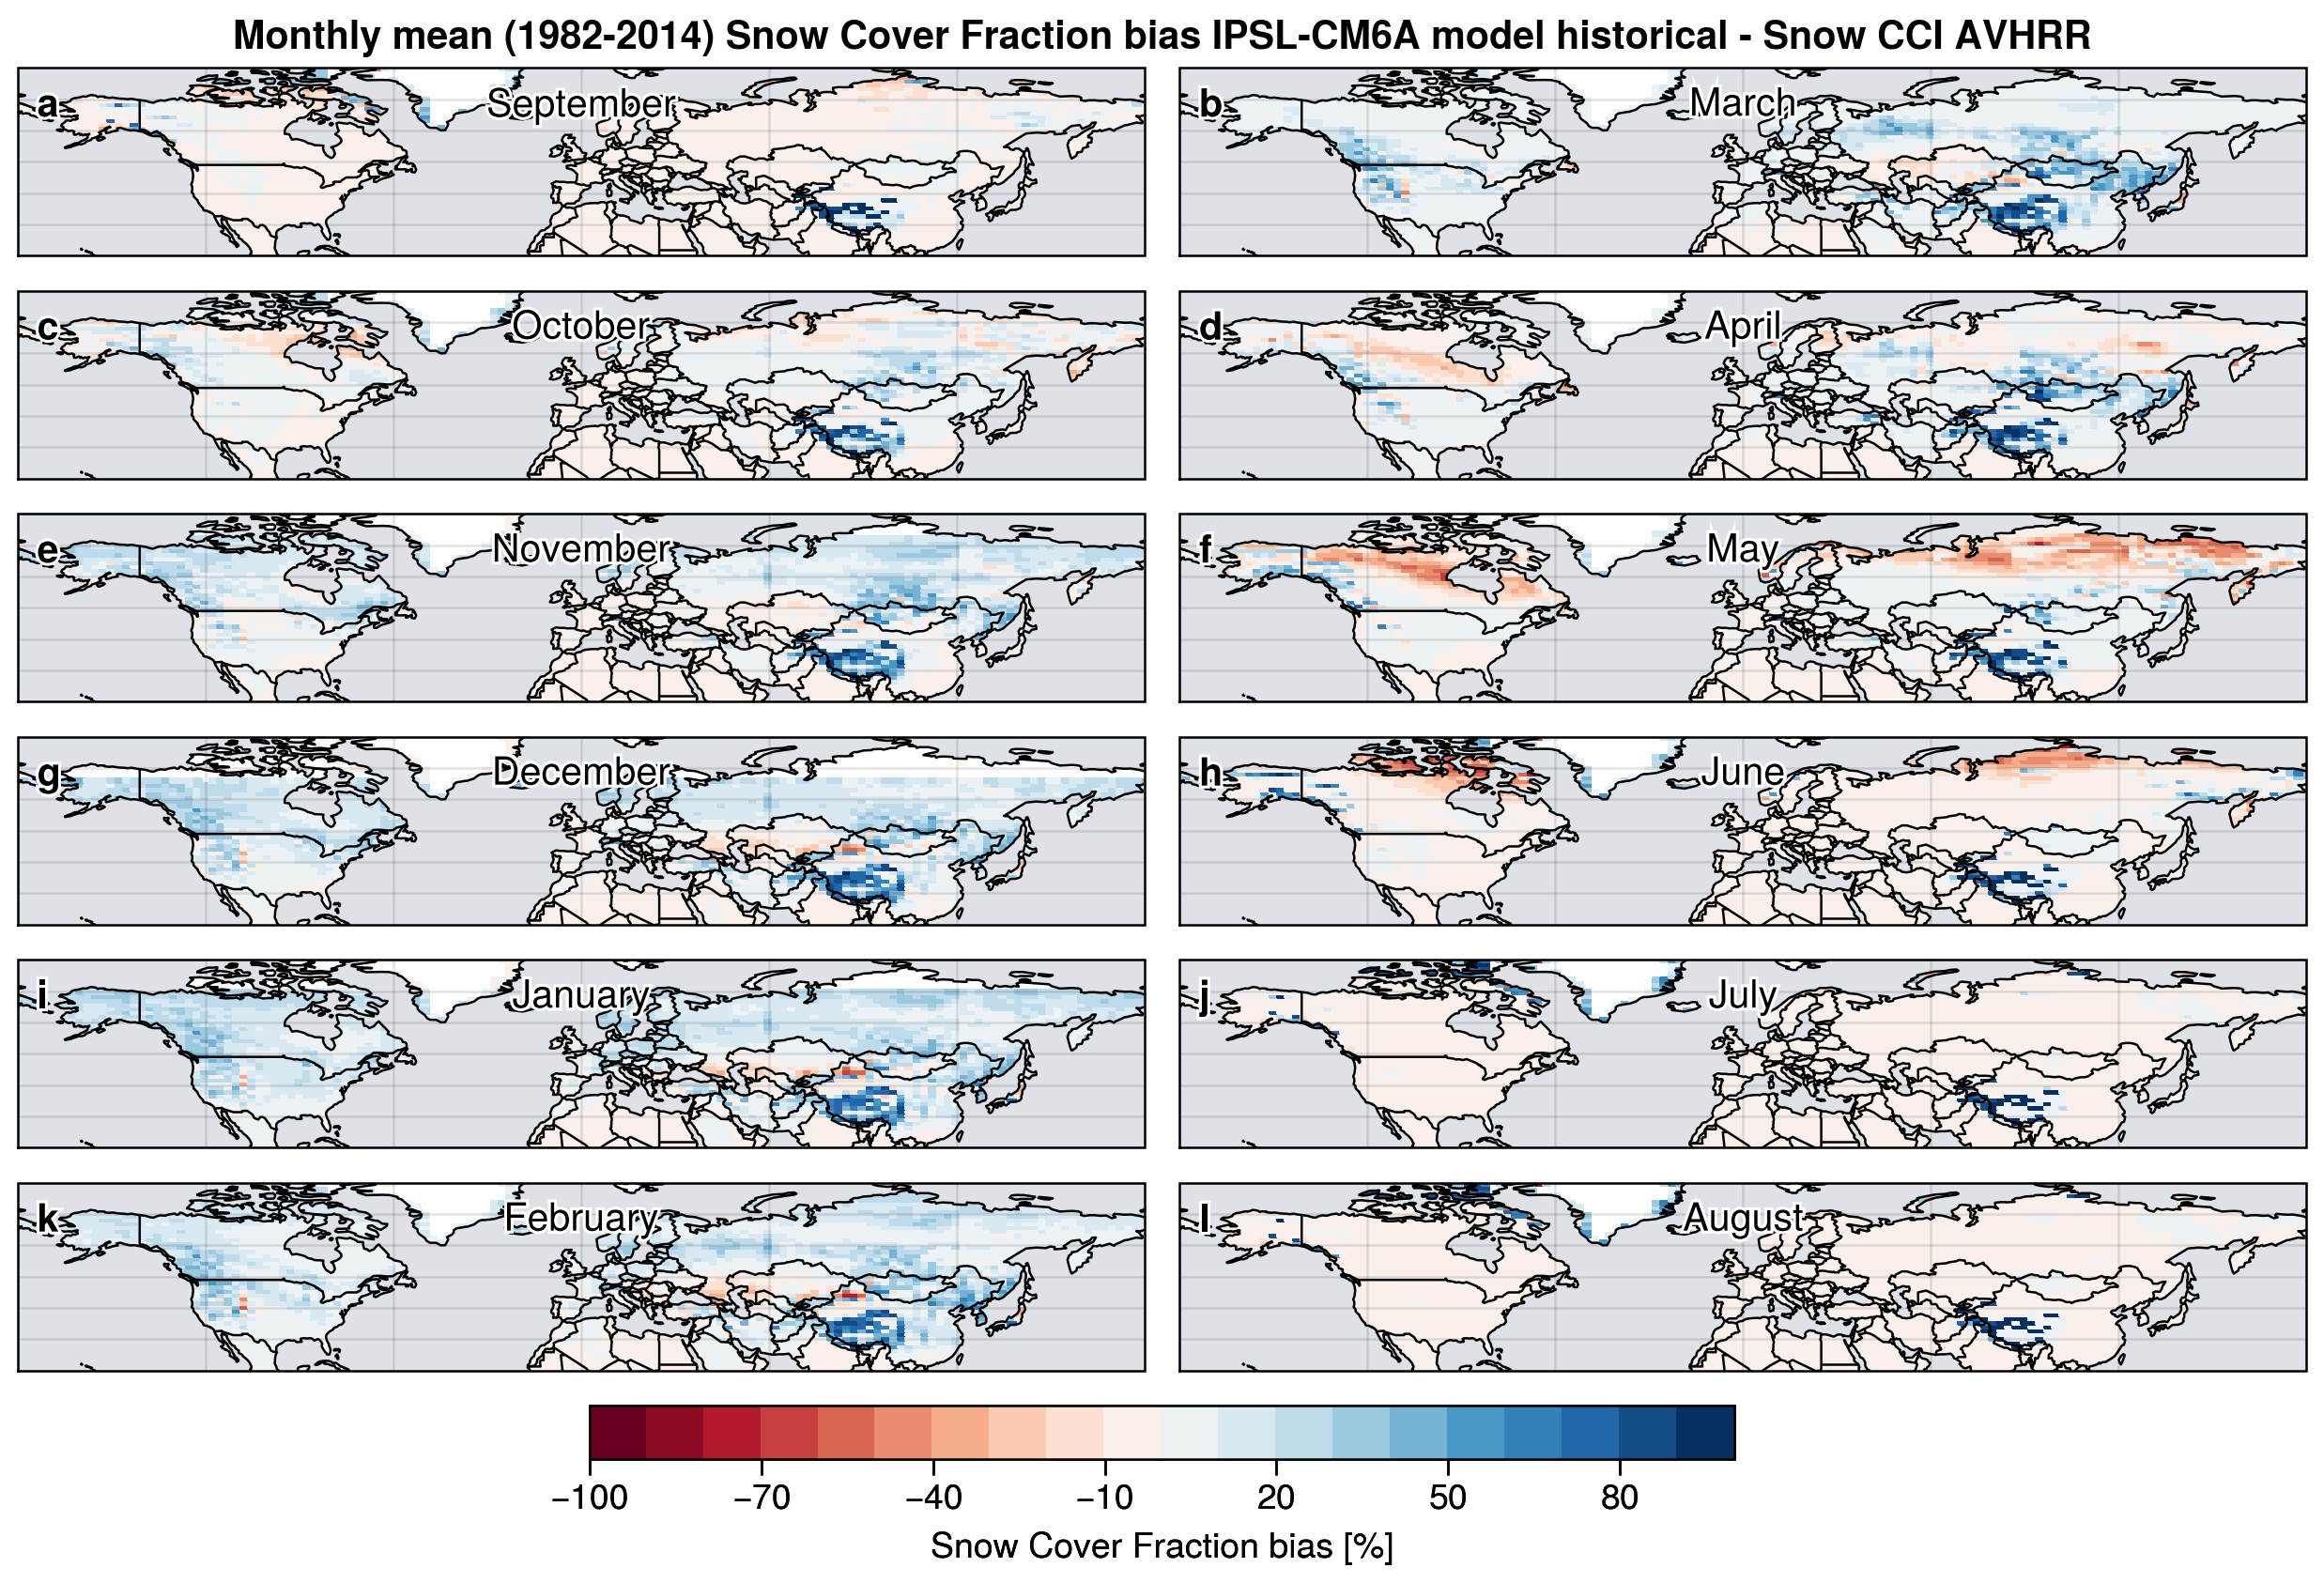 Monthly mean (1982-2014) Snow Cover Fraction bias IPSL-CM6A model historical - Snow CCI AVHRR
a September
b March
c October
d April
e November
f May
g December
h June
i January
j July
k February
l August
−100 −70 −40 −10 20 50 80
Snow Cover Fraction bias [%]